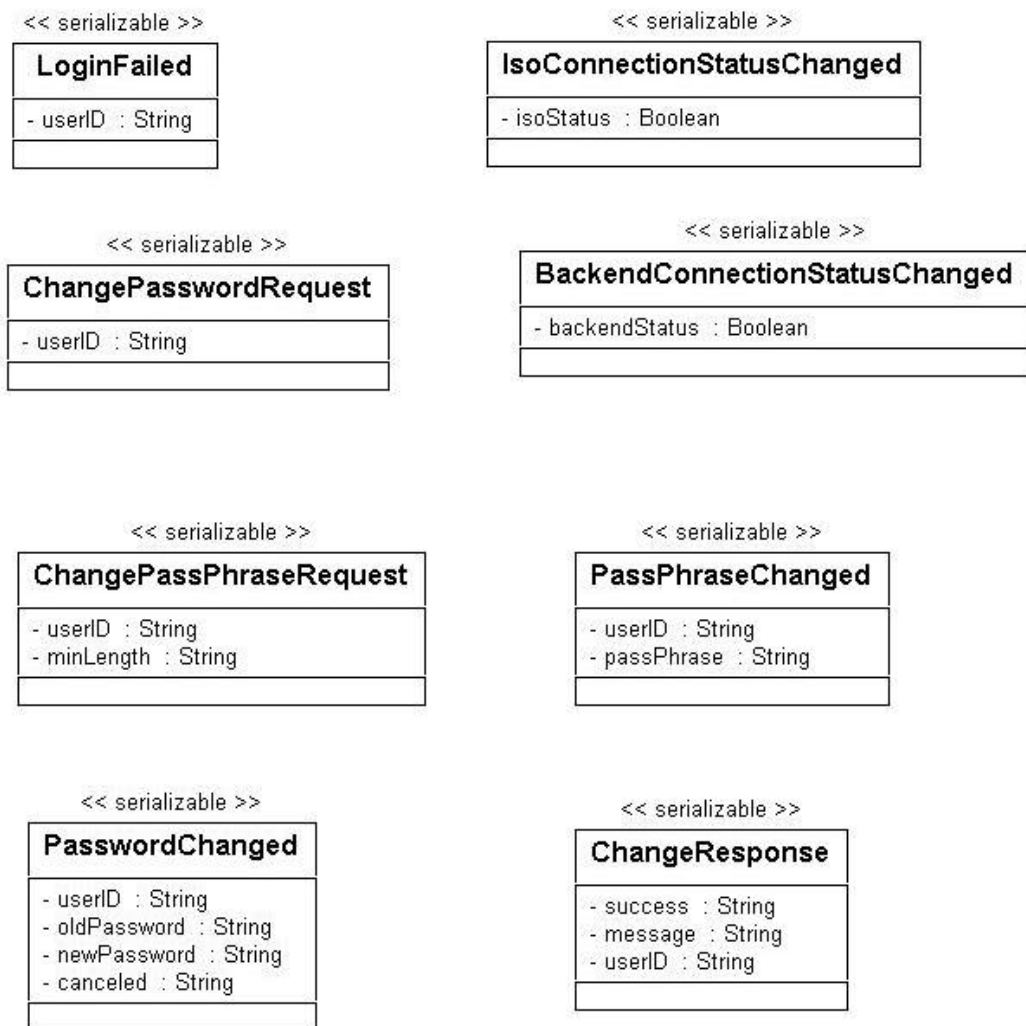 << serializable >>
LoginFailed
- userID : String
<< serializable >>
IsoConnectionStatusChanged
- isoStatus : Boolean
<< serializable >>
ChangePasswordRequest
- userID : String
<< serializable >>
BackendConnectionStatusChanged
- backendStatus : Boolean
<< serializable >>
ChangePassPhraseRequest
- userID : String
- minLength : String
<< serializable >>
PassPhraseChanged
- userID : String
- passPhrase : String
<< serializable >>
PasswordChanged
- userID : String
- oldPassword : String
- newPassword : String
- canceled : String
<< serializable >>
ChangeResponse
- success : String
- message : String
- userID : String